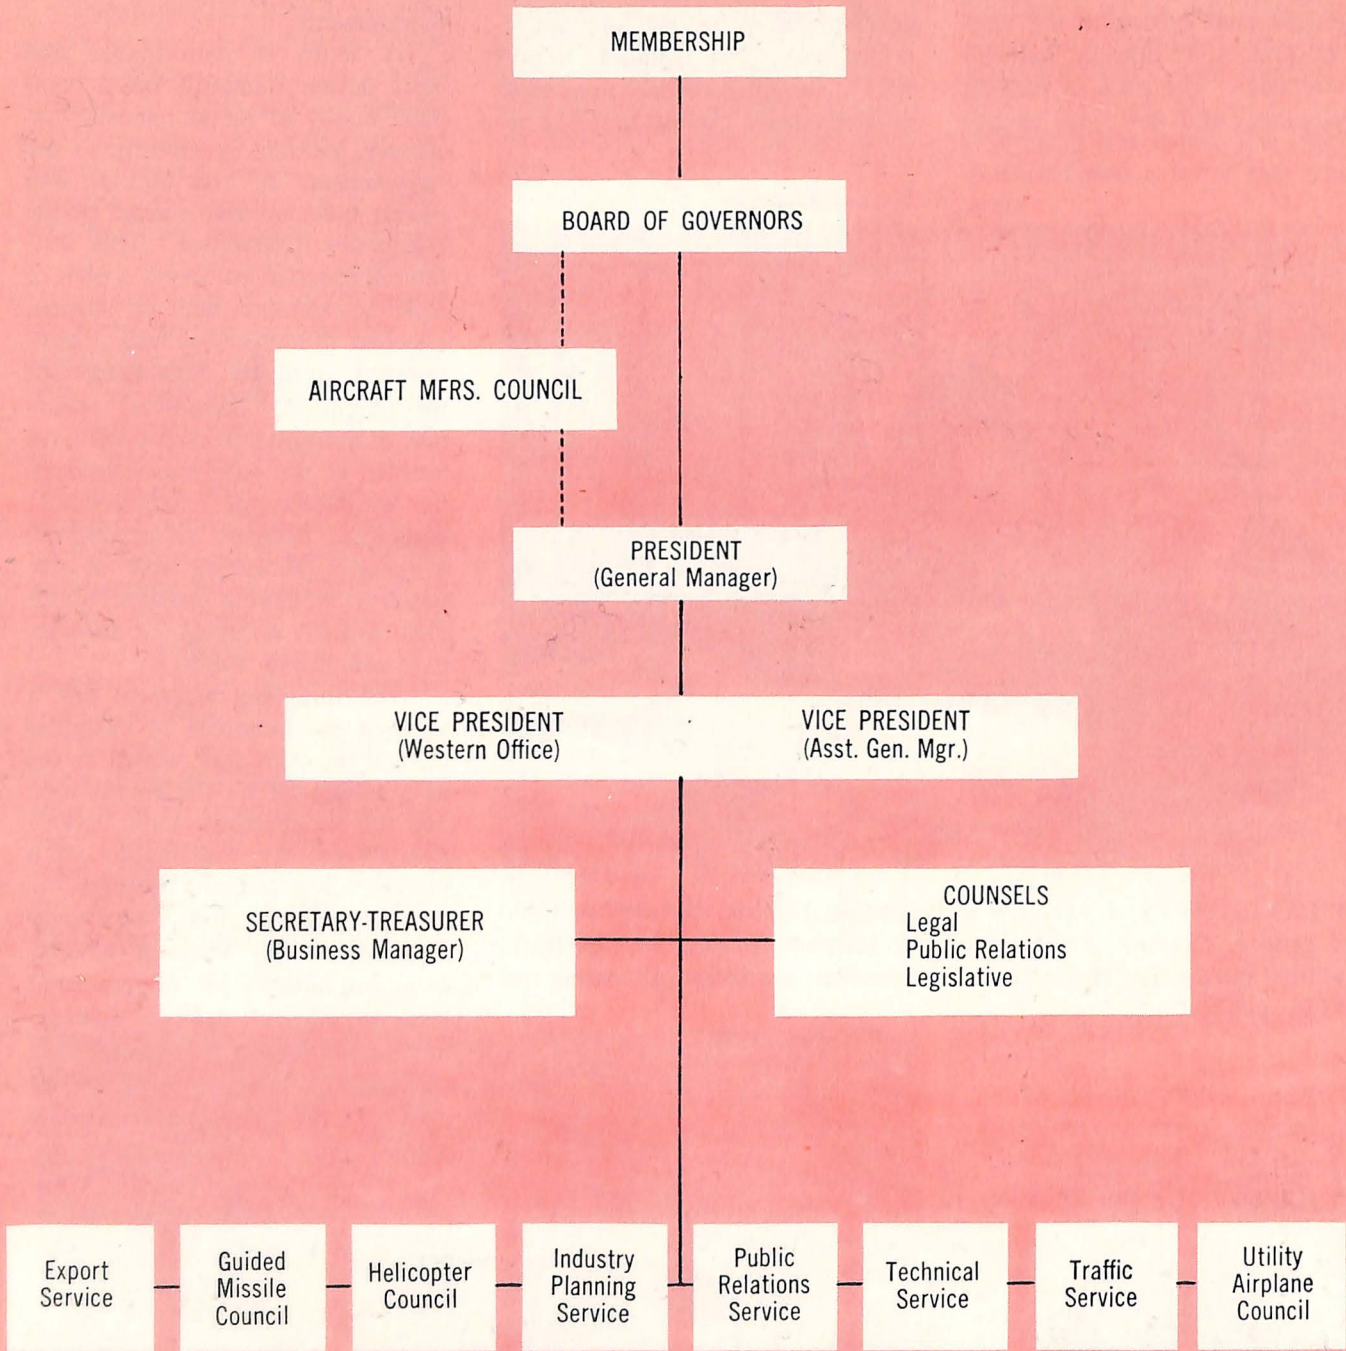 MEMBERSHIP
BOARD OF GOVERNORS
AIRCRAFT MFRS. COUNCIL
PRESIDENT
(General Manager)
VICE PRESIDENT
(Western Office)
VICE PRESIDENT
(Asst. Gen. Mgr.)
SECRETARY-TREASURER
(Business Manager)
COUNSELS
Legal
Public Relations
Legislative
Export
Service
Guided
Missile
Council
Helicopter
Council
Industry
Planning
Service
Public
Relations
Service
Technical
Service
Traffic
Service
Utility
Airplane
Council